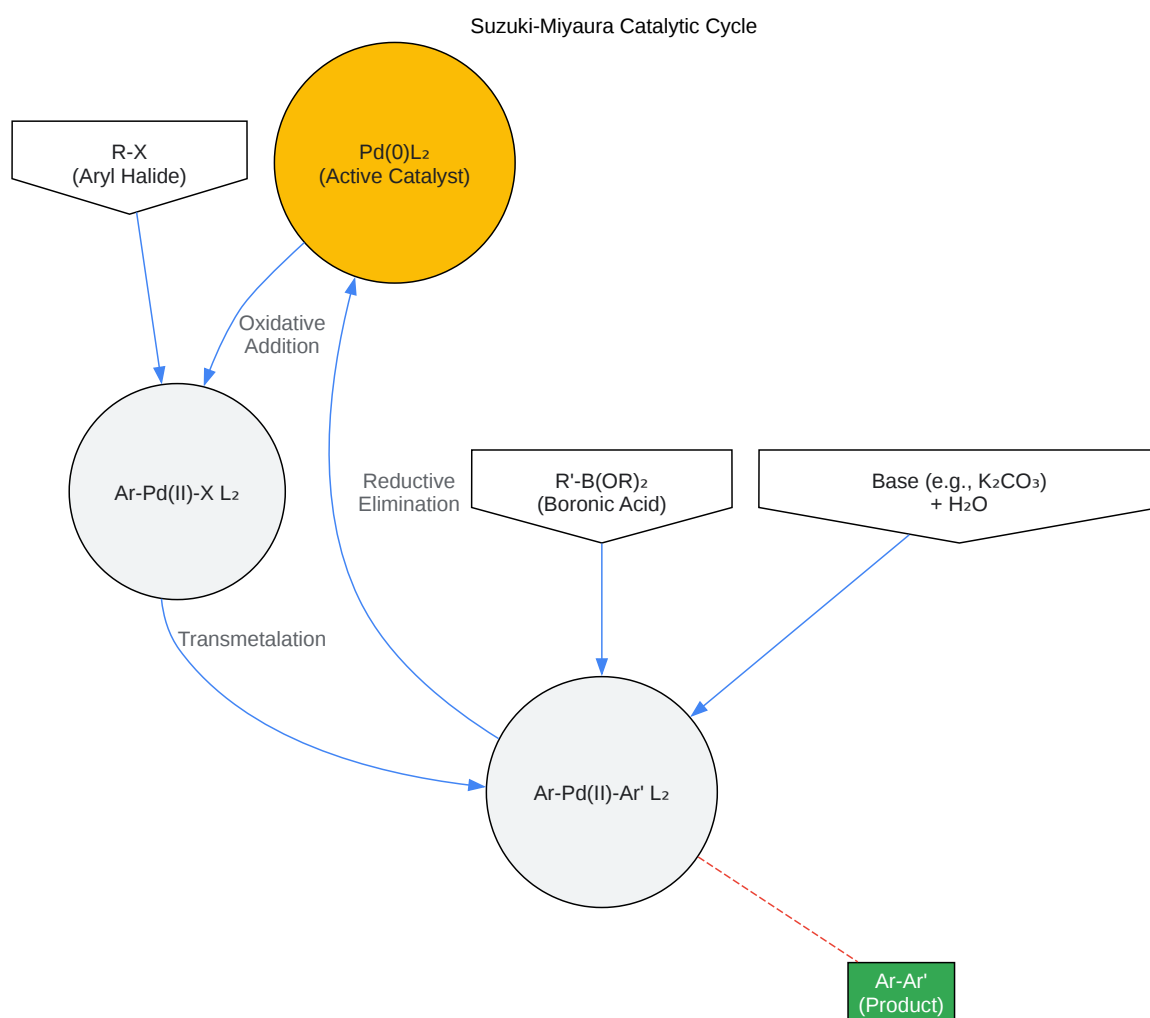 Suzuki-Miyaura Catalytic Cycle
R-X
(Aryl Halide)
Pd(0)L₂
(Active Catalyst)
Oxidative
Addition
Ar-Pd(II)-X L₂
Reductive
Elimination
R'-B(OR)₂
(Boronic Acid)
Base (e.g., K₂CO₃)
+ H₂O
Transmetalation
Ar-Pd(II)-Ar' L₂
Ar-Ar'
(Product)